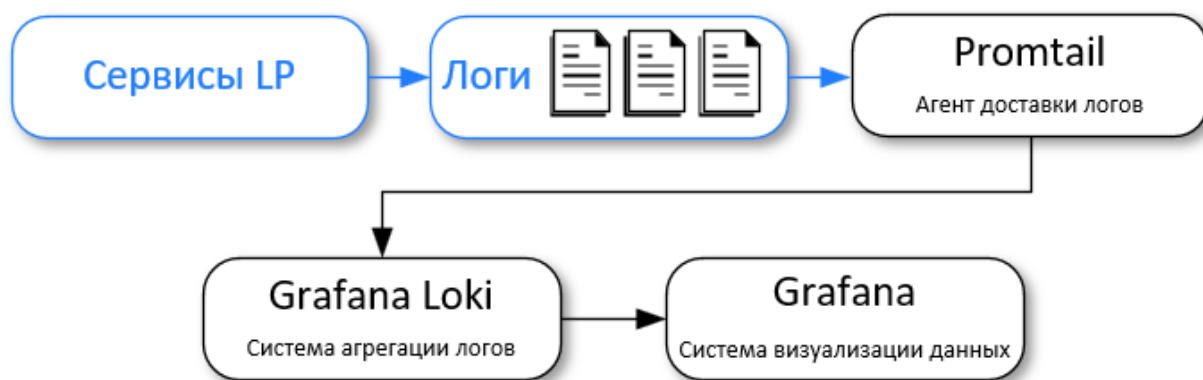 Сервисы LP
Логи
Promtail
Агент доставки логов
Grafana Loki
Система агрегации логов
Grafana
Система визуализации данных